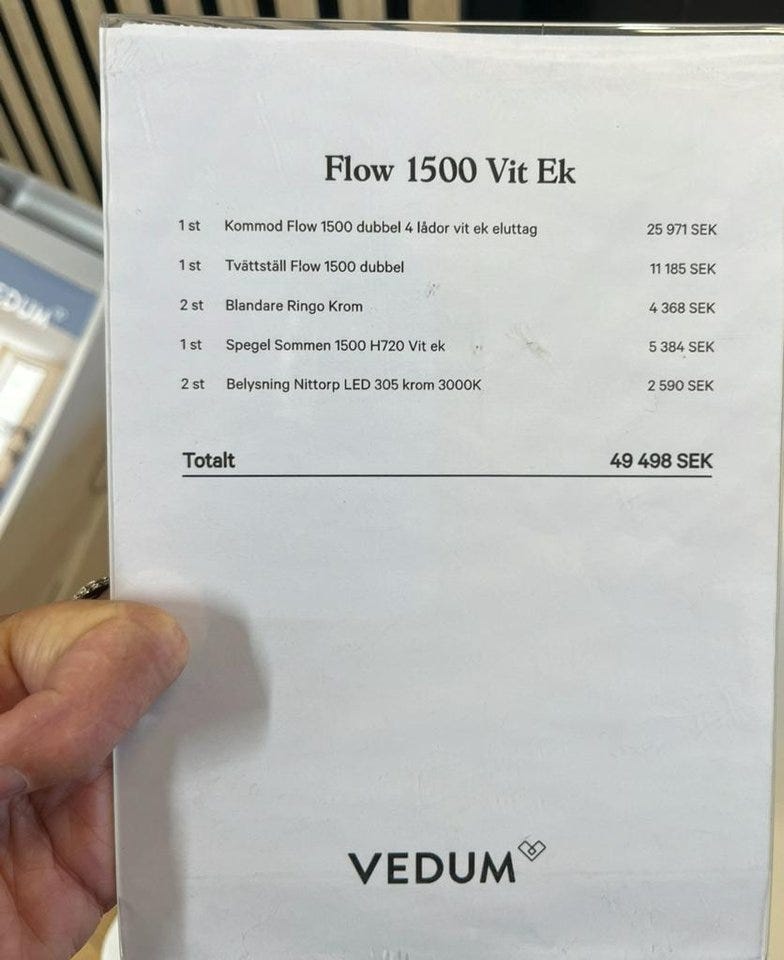 Flow 1500 Vit Ek
1 st Kommod Flow 1500 dubbel 4 lådor vit ek eluttag 25 971 SEK
1 st Tvättställ Flow 1500 dubbel 11 185 SEK
2 st Blandare Ringo Krom 4 368 SEK
1 st Spegel Sommen 1500 H720 Vit ek 5 384 SEK
2 st Belysning Nittorp LED 305 krom 3000K 2 590 SEK
Totalt 49 498 SEK
VEDUM
EDUM